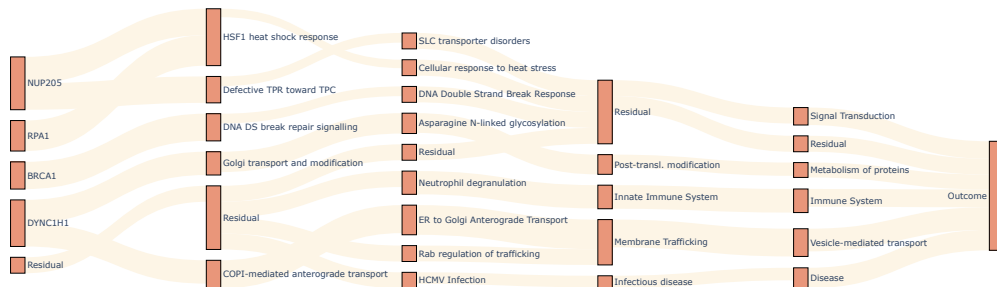 NUP205
RPA1
BRCA1
DYNC1H1
Residual
HSF1 heat shock response
Defective TPR toward TPC
DNA DS break repair signalling
Golgi transport and modification
Residual
COPI-mediated anterograde transport
SLC transporter disorders
Cellular response to heat stress
DNA Double Strand Break Response
Asparagine N-linked glycosylation
Residual
Neutrophil degranulation
ER to Golgi Anterograde Transport
Rab regulation of trafficking
HCMV Infection
Residual
Post-transl. modification
Innate Immune System
Membrane Trafficking
Infectious disease
Signal Transduction
Residual
Metabolism of proteins
Immune System
Vesicle-mediated transport
Disease
Outcome